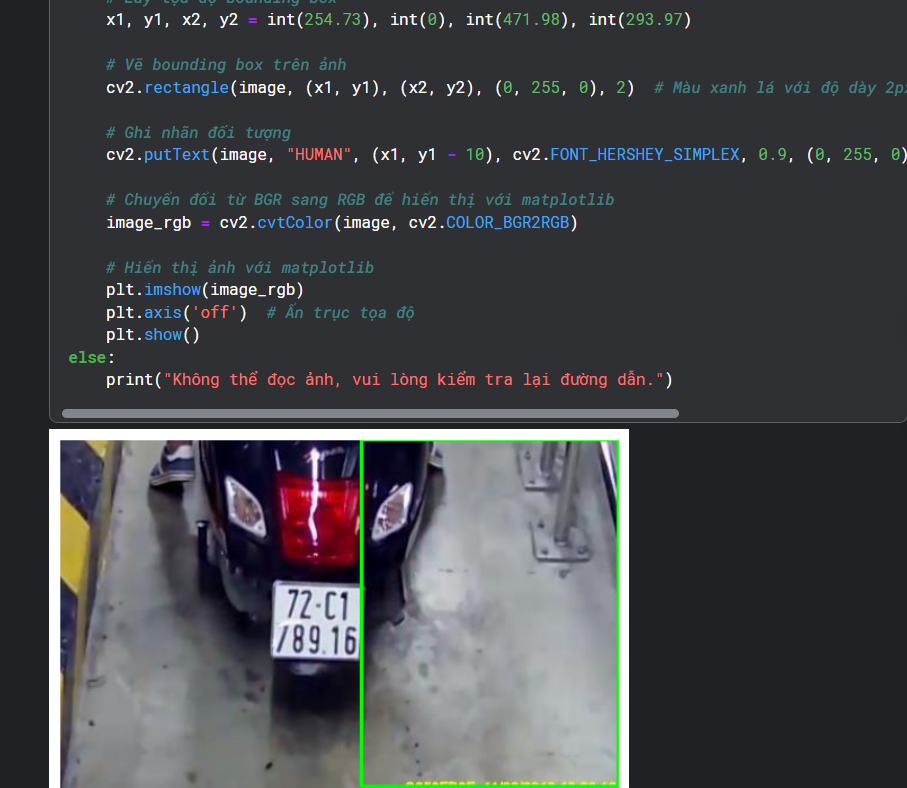 x1, y1, x2, y2 = int(254.73), int(0), int(471.98), int(293.97)
# Vẽ bounding box trên ảnh
cv2.rectangle(image, (x1, y1), (x2, y2), (0, 255, 0), 2)  # Màu xanh lá với độ dày 2px
# Ghi nhãn đối tượng
cv2.putText(image, "HUMAN", (x1, y1 - 10), cv2.FONT_HERSHEY_SIMPLEX, 0.9, (0, 255, 0)
# Chuyển đổi từ BGR sang RGB để hiển thị với matplotlib
image_rgb = cv2.cvtColor(image, cv2.COLOR_BGR2RGB)
# Hiển thị ảnh với matplotlib
plt.imshow(image_rgb)
plt.axis('off')  # Ẩn trục tọa độ
plt.show()
else:
print("Không thể đọc ảnh, vui lòng kiểm tra lại đường dẫn.")
72-C1
789.16